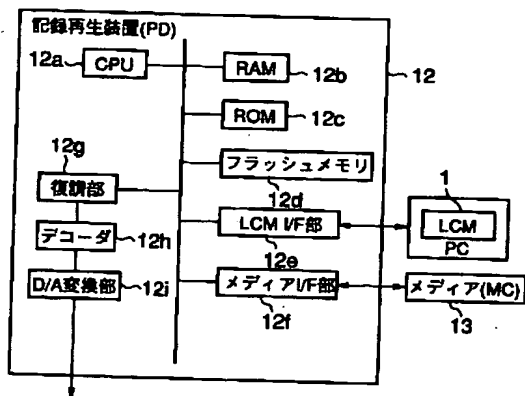 記録再生装置(PD)
12a
CPU
RAM
12b
12
ROM
12c
12g
フラッシュメモリ
12d
復調部
1
LCM
PC
LCM I/F部
12e
デコーダ
12h
D/A変換部
12i
メディアI/F部
12f
メディア(MC)
13